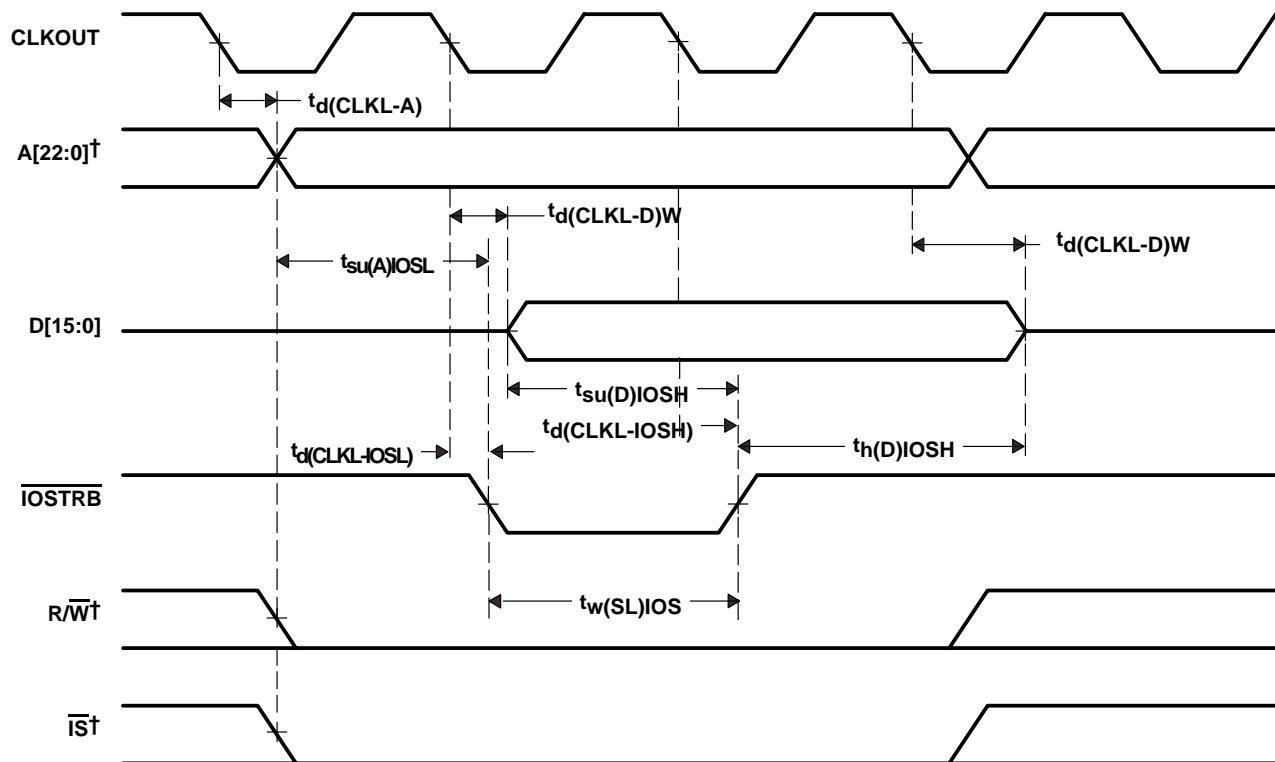 CLKOUT
td(CLKL-A)
A[22:0]†
td(CLKL-D)W
td(CLKL-D)W
tsu(A)IOSL
D[15:0]
tsu(D)IOSH
td(CLKL-IOSH)
th(D)IOSH
td(CLKL-IOSL)
IOSTRB
tw(SL)IOS
R/W†
IS†